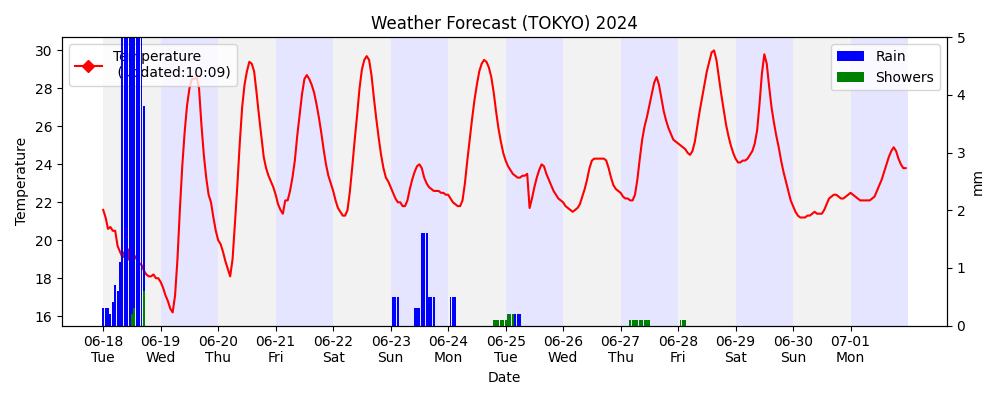 Weather Forecast (TOKYO) 2024
Temperature
(updated:10:09)
Rain
Showers
Temperature
30
28
26
24
22
20
18
16
5
4
3
2
1
0
mm
06-18 06-19 06-20 06-21 06-22 06-23 06-24 06-25 06-26 06-27 06-28 06-29 06-30 07-01
Tue Wed Thu Fri Sat Sun Mon Tue Wed Thu Fri Sat Sun Mon
Date